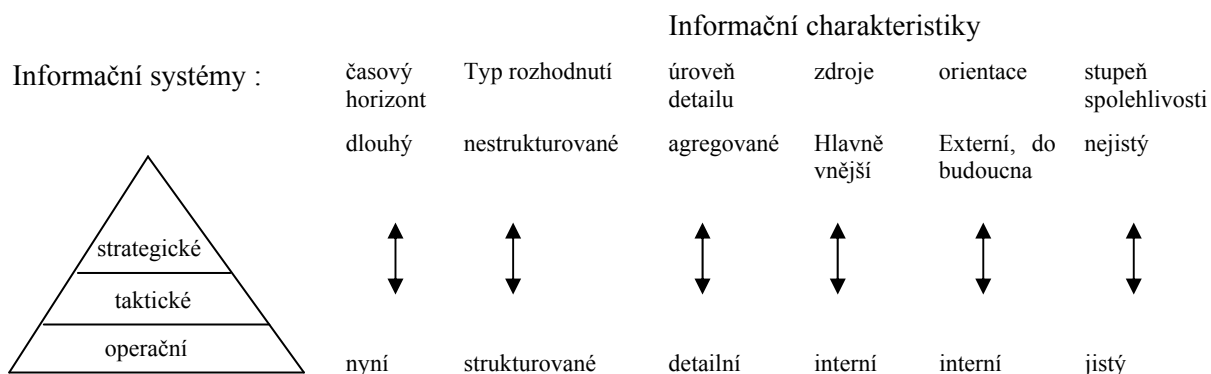 Informační charakteristiky
Informační systémy :
časový
horizont
Typ rozhodnutí
úroveň
detailu
zdroje
orientace
stupeň
spolehlivosti
dlouhý
nestrukturované
agregované
Hlavně
vnější
Externí, do
budoucna
nejistý
strategické
taktické
operační
nyní
strukturované
detailní
interní
interní
jistý